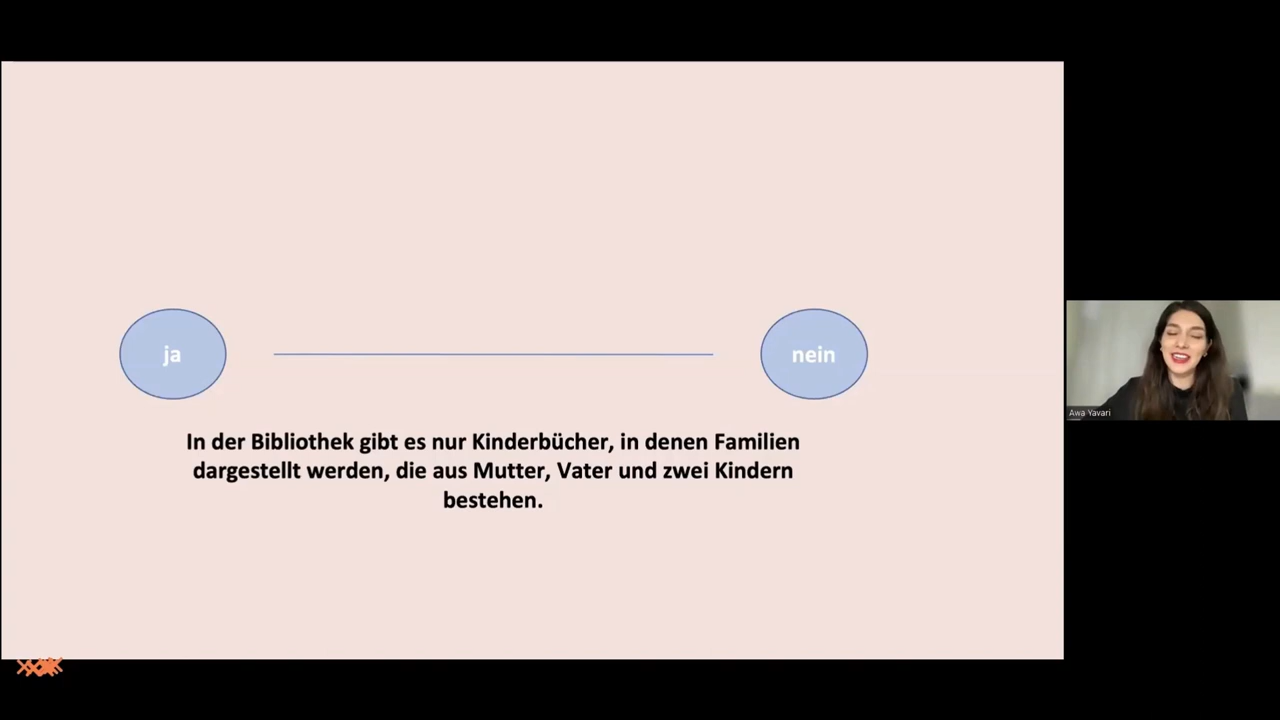 ja
nein
In der Bibliothek gibt es nur Kinderbücher, in denen Familien
dargestellt werden, die aus Mutter, Vater und zwei Kindern
bestehen.
Awa Yavari